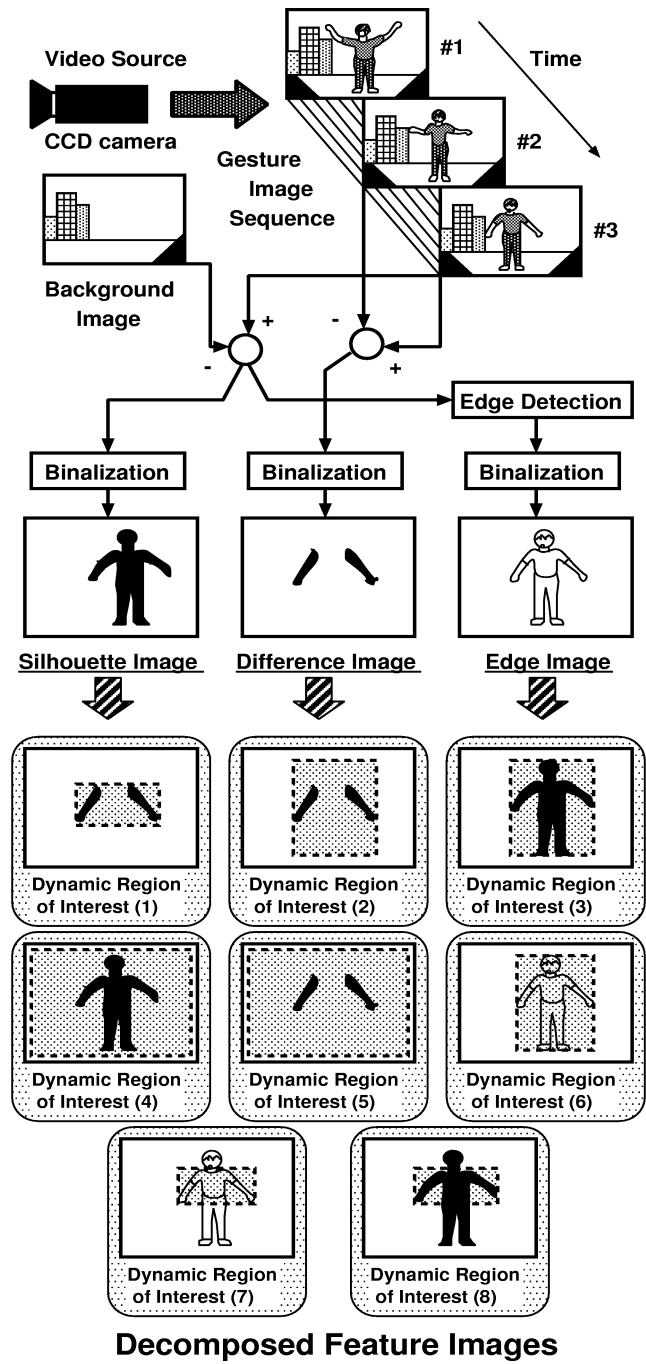 Video Source
CCD camera
#1
Time
#2
Gesture
Image
Sequence
#3
Background
Image
+
-
-
+
Edge Detection
Binalization
Binalization
Binalization
Silhouette Image
Difference Image
Edge Image
Dynamic Region
of Interest (1)
Dynamic Region
of Interest (2)
Dynamic Region
of Interest (3)
Dynamic Region
of Interest (4)
Dynamic Region
of Interest (5)
Dynamic Region
of Interest (6)
Dynamic Region
of Interest (7)
Dynamic Region
of Interest (8)
Decomposed Feature Images